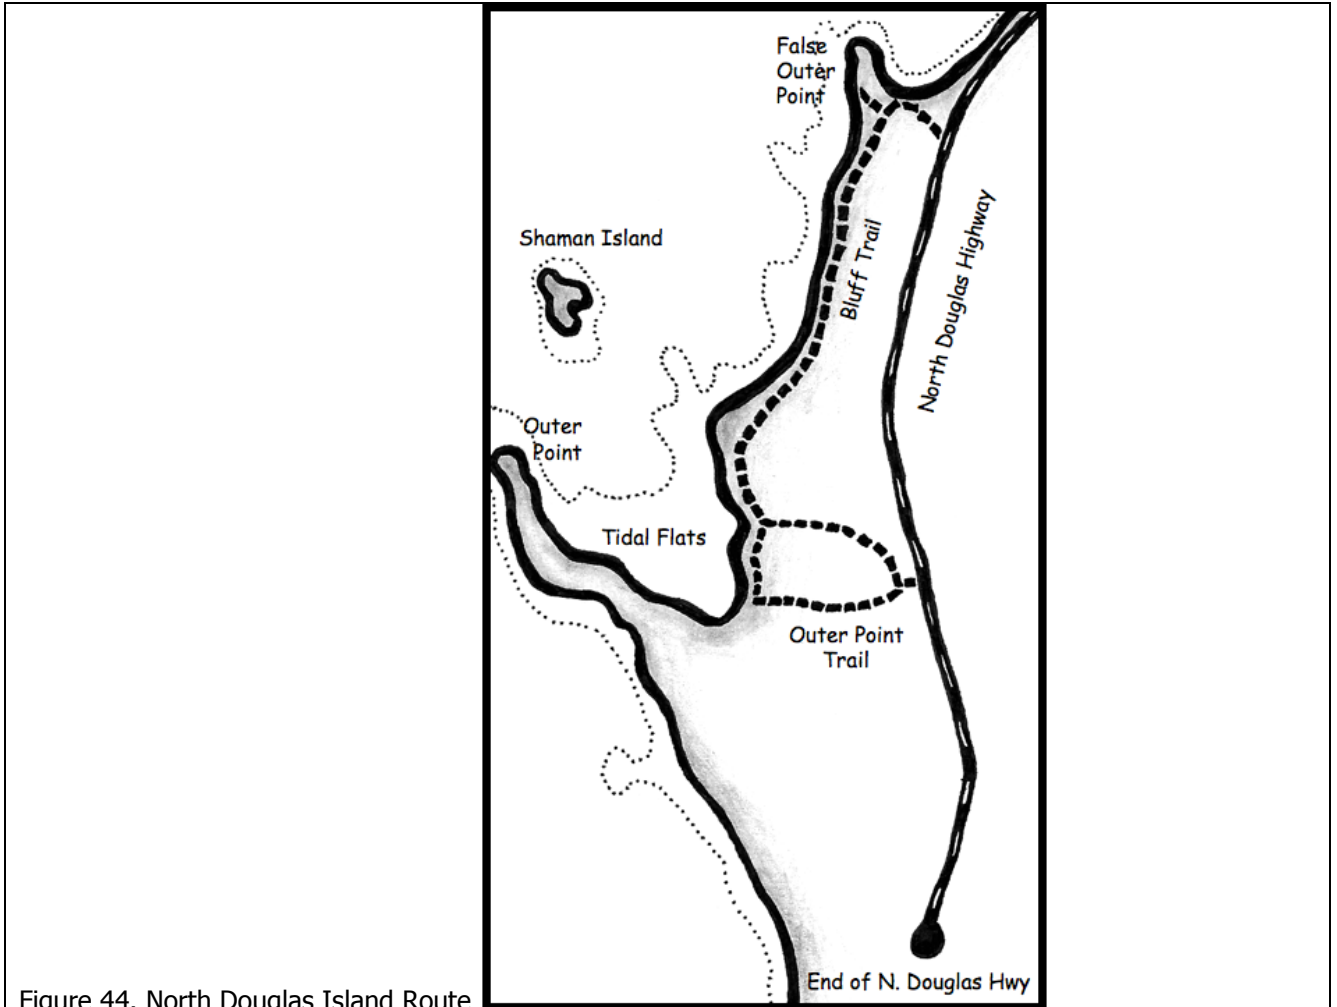 False
Outer
Point
Shaman Island
Bluff Trail
North Douglas Highway
Outer
Point
Tidal Flats
Outer Point
Trail
End of N. Douglas Hwy
Figure 44. North Douglas Island Route